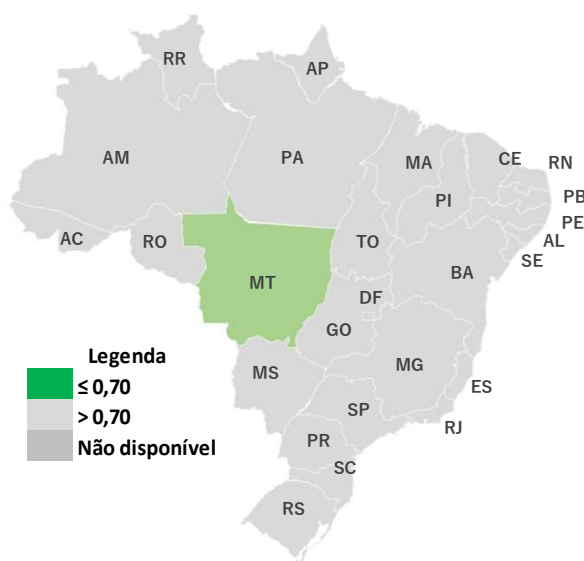 RR
AP
AM
PA
MA
CE
RN
PI
PB
PE
AC
RO
TO
AL
SE
BA
MT
DF
GO
MG
ES
MS
SP
RJ
PR
SC
RS
Legenda
≤ 0,70
> 0,70
Não disponível